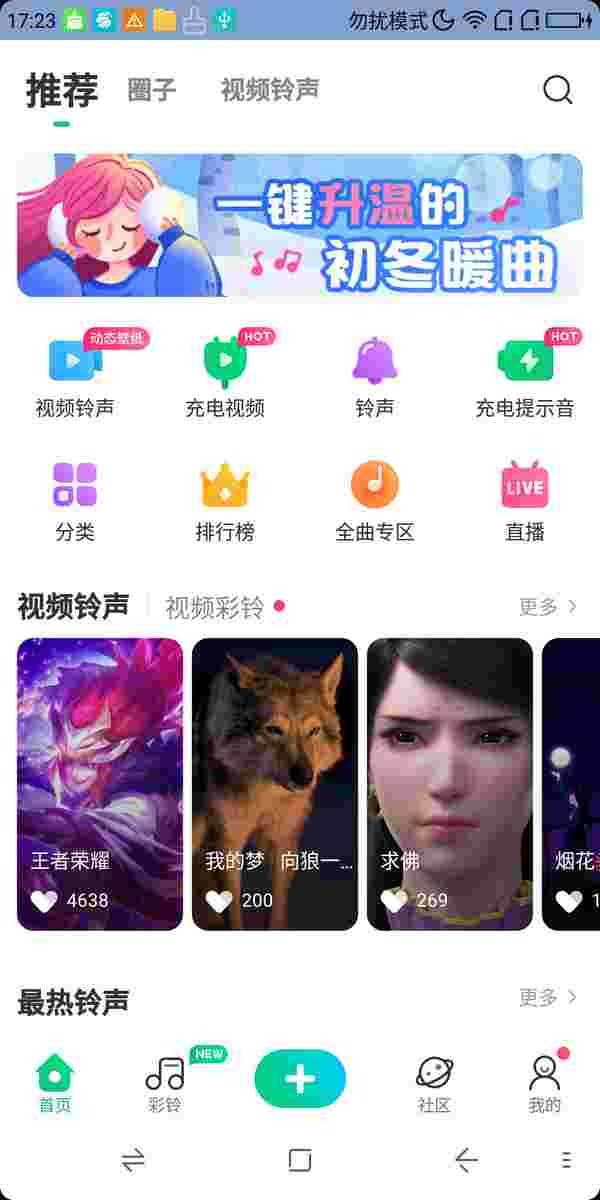 17:23 勿扰模式
推荐 圈子 视频铃声
一键升温的
初冬暖曲
动态壁纸 HOT HOT
视频铃声 充电视频 铃声 充电提示音
LIVE
分类 排行榜 全曲专区 直播
视频铃声 视频彩铃 更多
王者荣耀 我的梦 向狼一... 求佛 烟花
4638 200 269 1
最热铃声 更多
NEW
首页 彩铃 社区 我的